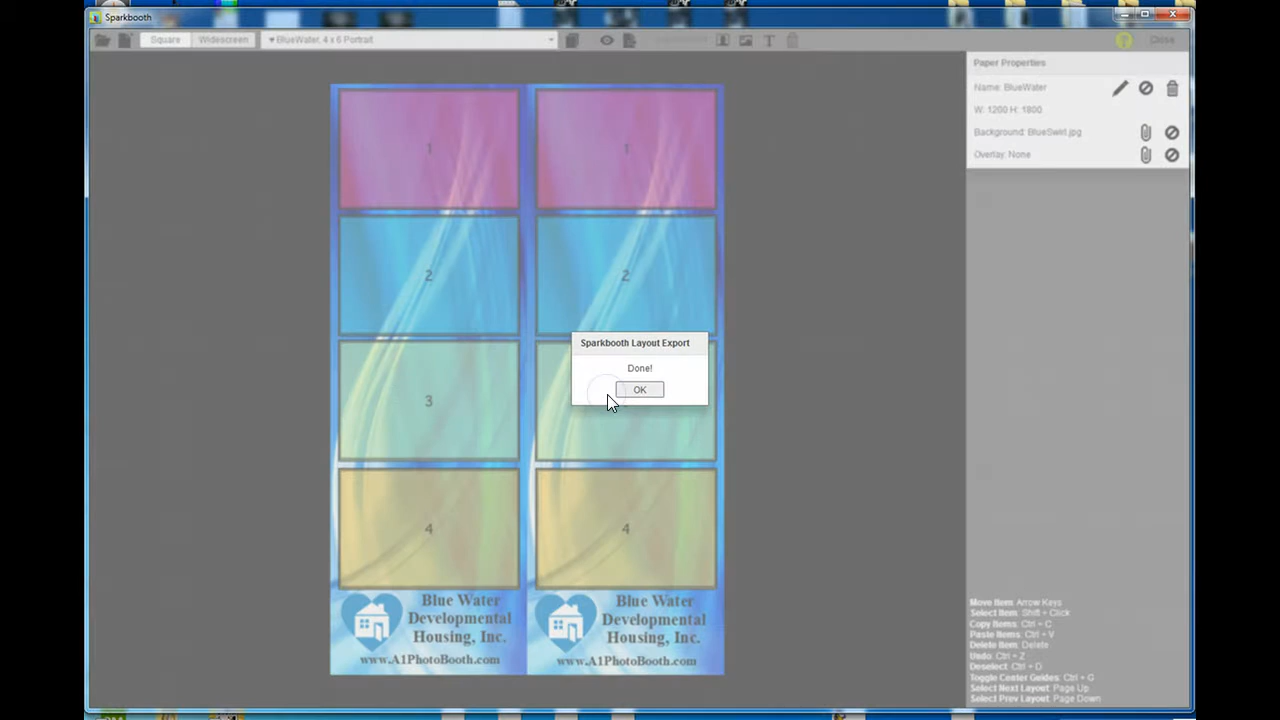 Sparkbooth
Square Widescreen ♥ BlueWater, 4 x 6 Portrait
Close
Paper Properties
Name: BlueWater
W: 1200 H: 1800
Background: BlueSwirl.jpg
Overlay: None
1 1
2 2
Sparkbooth Layout Export
Done!
OK
3
4 4
Blue Water
Developmental
Housing, Inc.
www.A1PhotoBooth.com
Blue Water
Developmental
Housing, Inc.
www.A1PhotoBooth.com
Move Item: Arrow Keys
Select Item: Shift + Click
Copy Items: Ctrl + C
Paste Items: Ctrl + V
Delete Item: Delete
Undo: Ctrl + Z
Deselect: Ctrl + D
Toggle Center Guides: Ctrl + G
Select Next Layout: Page Up
Select Prev Layout: Page Down